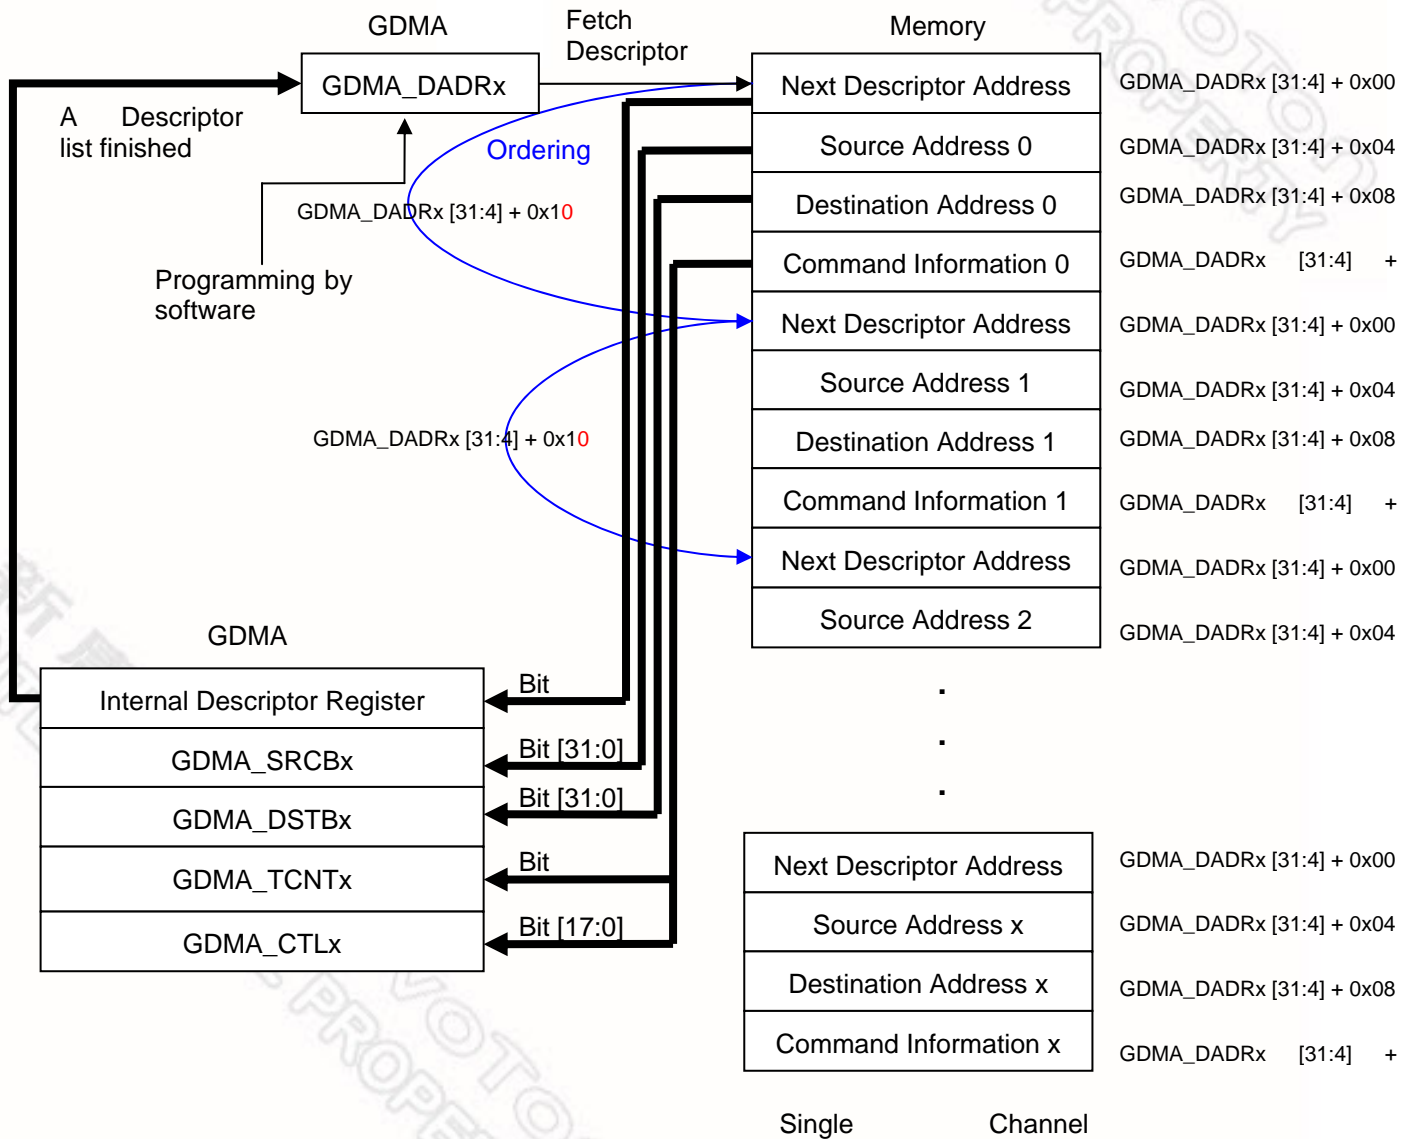 GDMA
Fetch
Descriptor
Memory
GDMA_DADRx
A Descriptor
list finished
Ordering
GDMA_DADRx [31:4] + 0x10
Programming by
software
GDMA_DADRx [31:4] + 0x10
Next Descriptor Address
GDMA_DADRx [31:4] + 0x00
Source Address 0
GDMA_DADRx [31:4] + 0x04
Destination Address 0
GDMA_DADRx [31:4] + 0x08
Command Information 0
GDMA_DADRx [31:4] +
Next Descriptor Address
GDMA_DADRx [31:4] + 0x00
Source Address 1
GDMA_DADRx [31:4] + 0x04
Destination Address 1
GDMA_DADRx [31:4] + 0x08
Command Information 1
GDMA_DADRx [31:4] +
Next Descriptor Address
GDMA_DADRx [31:4] + 0x00
Source Address 2
GDMA_DADRx [31:4] + 0x04
.
.
.
GDMA
Internal Descriptor Register
Bit
GDMA_SRCBx
Bit [31:0]
GDMA_DSTBx
Bit [31:0]
GDMA_TCNTx
Bit
GDMA_CTLx
Bit [17:0]
Next Descriptor Address
GDMA_DADRx [31:4] + 0x00
Source Address x
GDMA_DADRx [31:4] + 0x04
Destination Address x
GDMA_DADRx [31:4] + 0x08
Command Information x
GDMA_DADRx [31:4] +
Single Channel
VOTON
PROPERTY
新唐
VOTO
PROPER